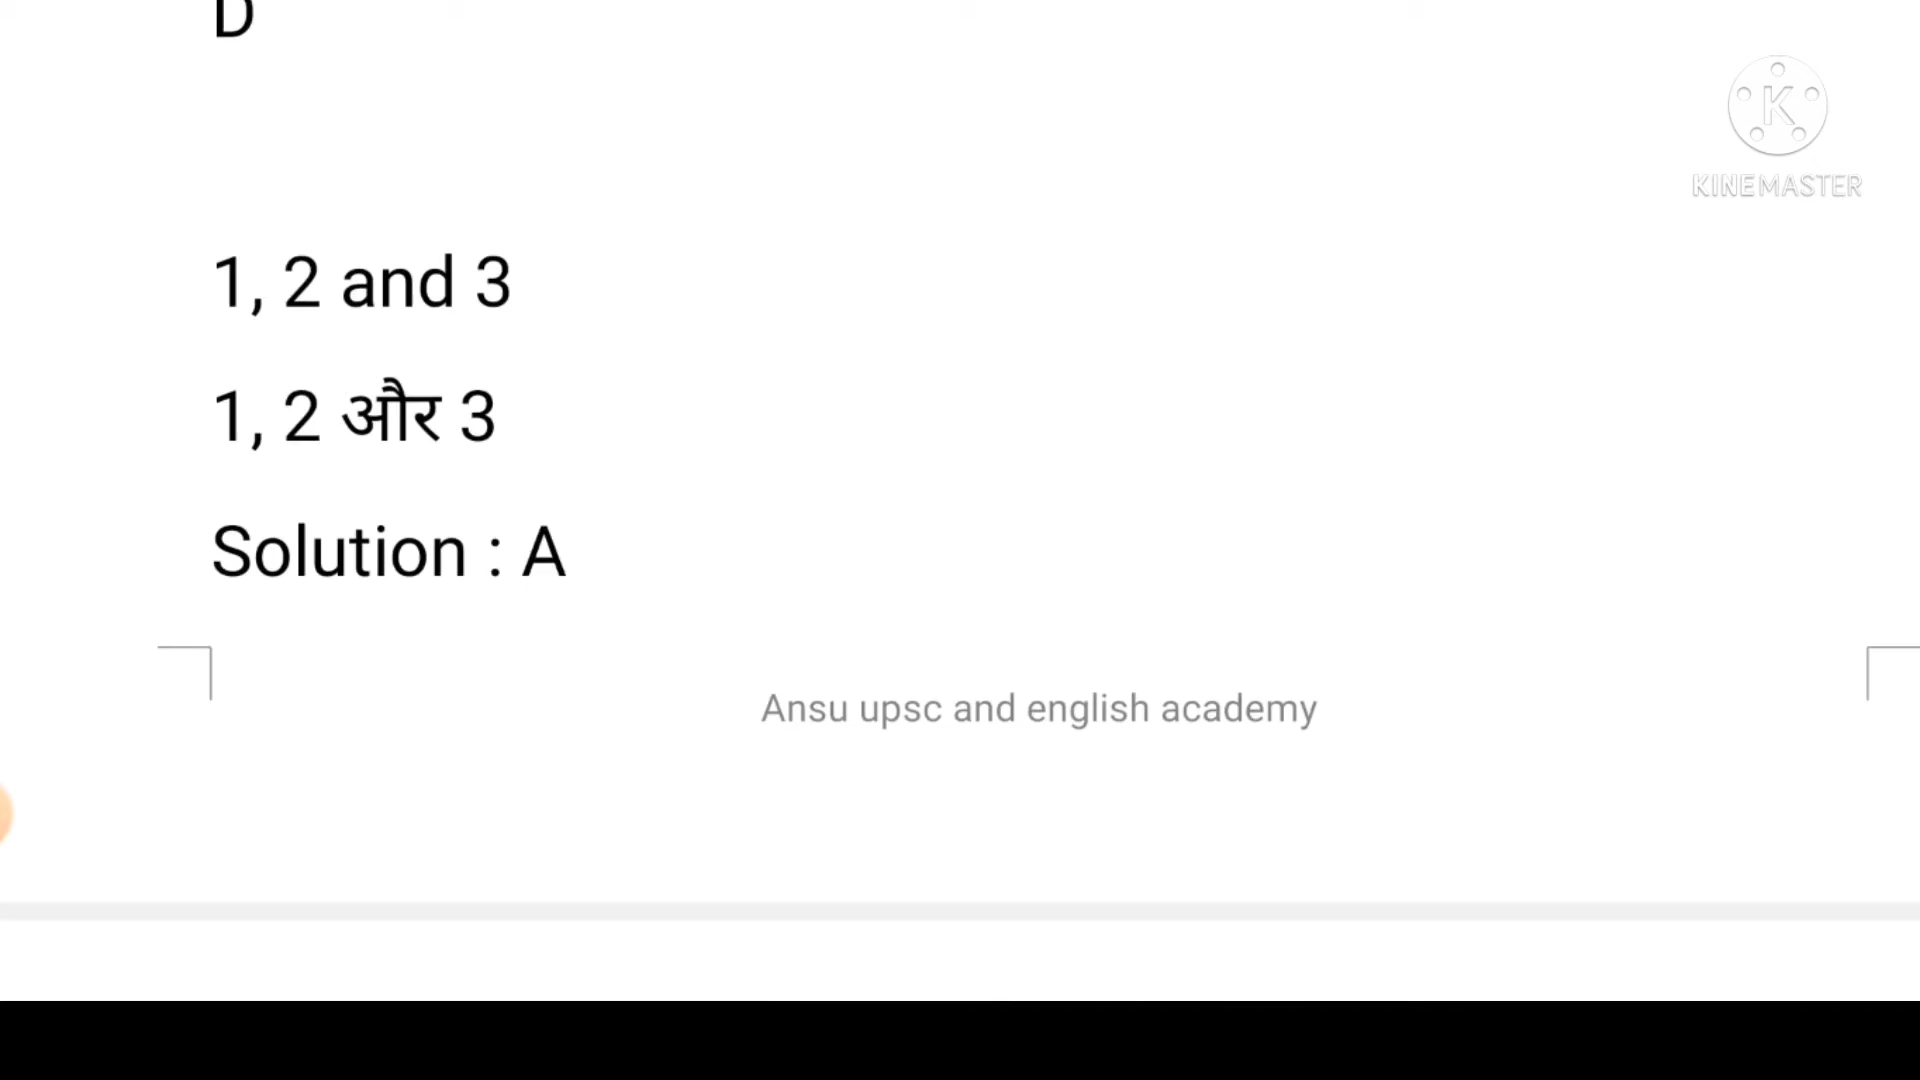 D
K
KINEMASTER
1, 2 and 3
1, 2 और 3
Solution : A
Ansu upsc and english academy